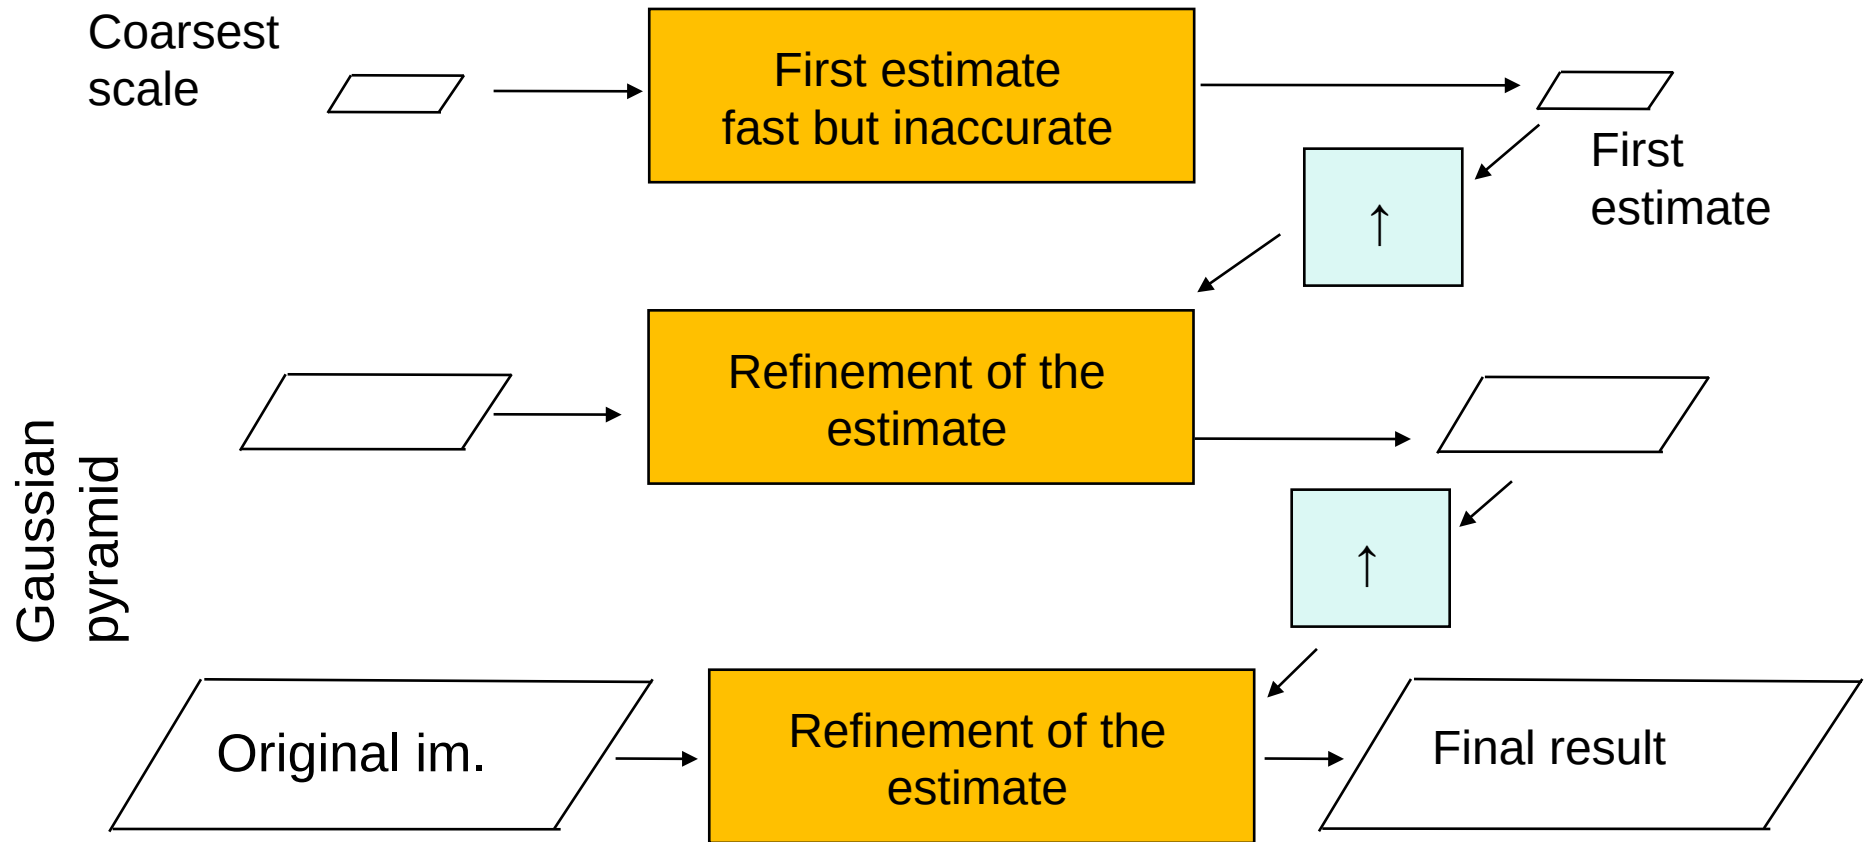 Coarsest
scale
First estimate
fast but inaccurate
First
estimate
↑
Refinement of the
estimate
Gaussian
pyramid
↑
Original im.
Refinement of the
estimate
Final result